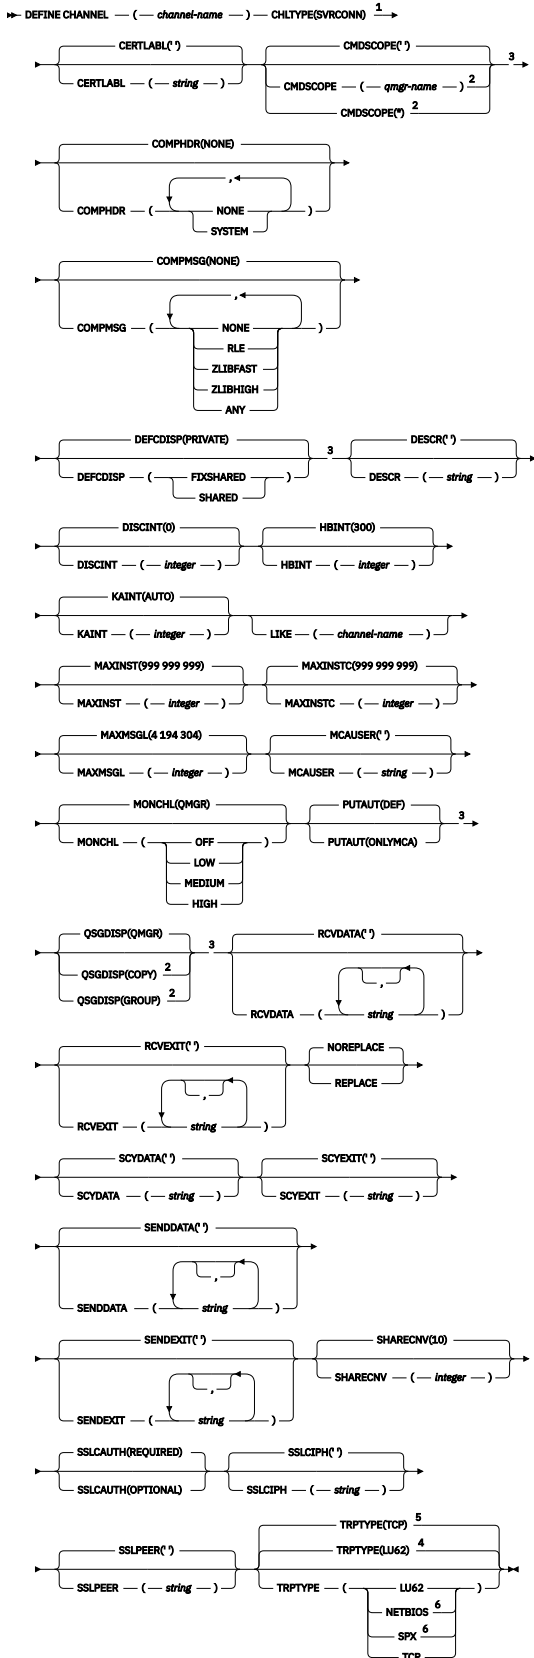 DEFINE CHANNEL ( channel-name ) CHLTYPE(SVRCONN) 1
CERTLABL(' ') CMDSCOPE(' ') 3
CERTLABL ( string ) CMDSCOPE ( qmgr-name ) 2
CMDSCOPE(*) 2
COMPHDR(NONE)
,
COMPHDR ( NONE )
SYSTEM
COMPMSG(NONE)
,
COMPMSG ( NONE )
RLE
ZLIBFAST
ZLIBHIGH
ANY
DEFCDISP(PRIVATE) 3 DESCR(' ')
DEFCDISP ( FIXSHARED ) DESCR ( string )
SHARED
DISCINT(0) HBINT(300)
DISCINT ( integer ) HBINT ( integer )
KAINT(AUTO)
KAINT ( integer ) LIKE ( channel-name )
MAXINST(999 999 999) MAXINSTC(999 999 999)
MAXINST ( integer ) MAXINSTC ( integer )
MAXMSGL(4 194 304) MCAUSER(' ')
MAXMSGL ( integer ) MCAUSER ( string )
MONCHL(QMGR) PUTAUT(DEF) 3
MONCHL ( OFF ) PUTAUT(ONLYMCA)
LOW
MEDIUM
HIGH
QSGDISP(QMGR) 3 RCVDATA(' ')
QSGDISP(COPY) 2
,
QSGDISP(GROUP) 2 RCVDATA ( string )
RCVEXIT(' ') NOREPLACE
REPLACE
,
RCVEXIT ( string )
SCYDATA(' ') SCYEXIT(' ')
SCYDATA ( string ) SCYEXIT ( string )
SENDDATA(' ')
,
SENDDATA ( string )
SENDEXIT(' ') SHARECNV(10)
SHARECNV ( integer )
,
SENDEXIT ( string )
SSLCAUTH(REQUIRED) SSLCIPH(' ')
SSLCAUTH(OPTIONAL) SSLCIPH ( string )
TRPTYPE(TCP) 5
SSLPEER(' ') TRPTYPE(LU62) 4
SSLPEER ( string ) TRPTYPE ( LU62 )
NETBIOS 6
SPX 6
TCP